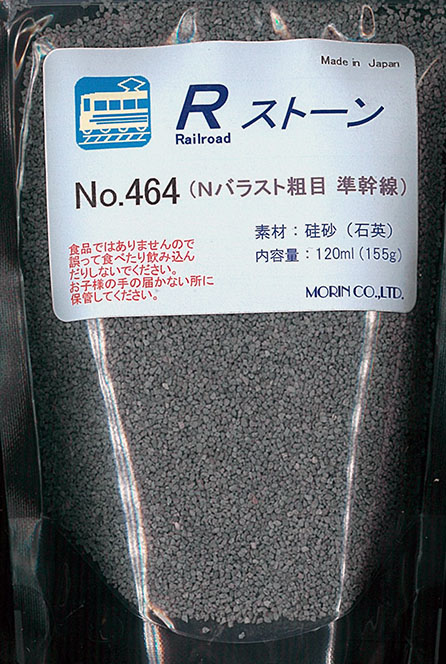 Made in Japan
R ストーン
Railroad
No.464 (Nバラスト粗目 準幹線)
素材：硅砂（石英）
内容量：120ml(155g)
食品ではありませんので
誤って食べたり飲み込ん
だりしないでください。
お子様の手の届かない所に
保管してください。
MORIN CO.,LTD.